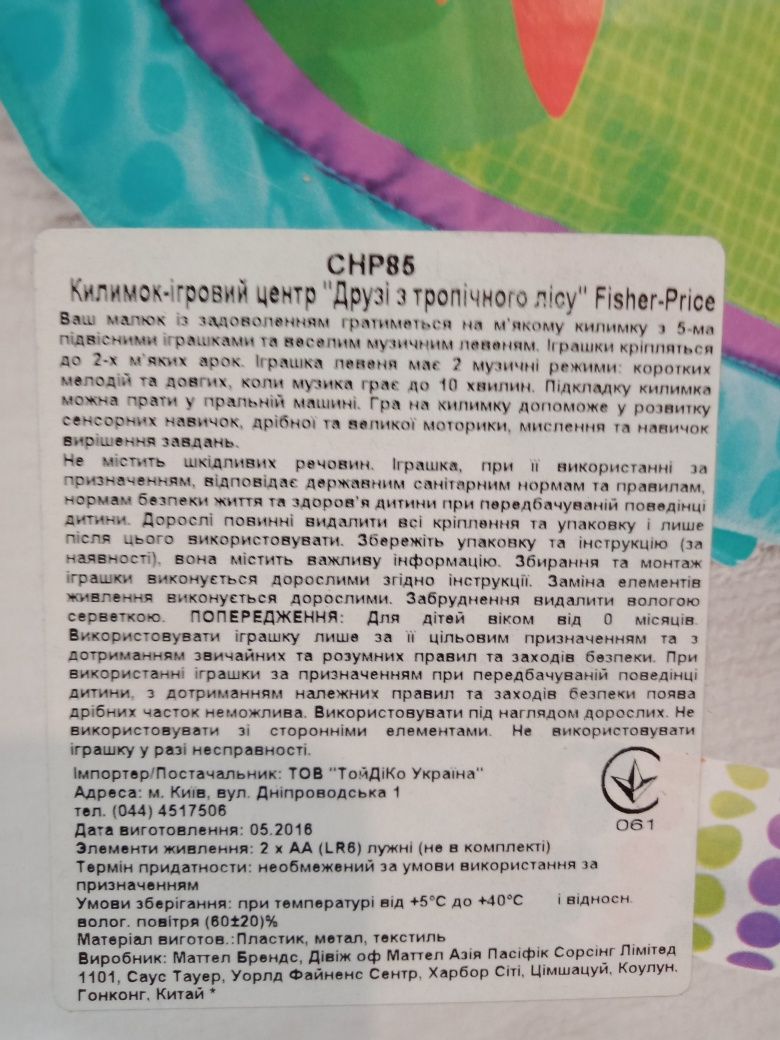 CHP85
Килимок-ігровий центр "Друзі з тропічного лісу" Fisher-Price
Ваш малюк із задоволенням гратиметься на м'якому килимку з 5-ма
підвісними іграшками та веселим музичним левеням. Іграшки кріпляться
до 2-х м'яких арок. Іграшка левеня має 2 музичні режими: коротких
мелодій та довгих, коли музика грає до 10 хвилин. Підкладку килимка
можна прати у пральній машині. Гра на килимку допоможе у розвитку
сенсорних навичок, дрібної та великої моторики, мислення та навичок
вирішення завдань.
Не містить шкідливих речовин. Іграшка, при її використанні за
призначенням, відповідає державним санітарним нормам та правилам,
нормам безпеки життя та здоров'я дитини при передбачуваній поведінці
дитини. Дорослі повинні видалити всі кріплення та упаковку і лише
після цього використовувати. Збережіть упаковку та інструкцію (за
наявності), вона містить важливу інформацію. Збирання та монтаж
іграшки виконується дорослими згідно інструкції. Заміна елементів
живлення виконується дорослими. Забруднення видалити вологою
серветкою. ПОПЕРЕДЖЕННЯ: Для дітей віком від 0 місяців.
Використовувати іграшку лише за її цільовим призначенням та з
дотриманням звичайних та розумних правил та заходів безпеки. При
використанні іграшки за призначенням при передбачуваній поведінці
дитини, з дотриманням належних правил та заходів безпеки поява
дрібних часток неможлива. Використовувати під наглядом дорослих. Не
використовувати зі сторонніми елементами. Не використовувати
іграшку у разі несправності.
Імпортер/Постачальник: ТОВ "ТойДіКо Україна"
Адреса: м. Київ, вул. Дніпроводська 1
тел. (044) 4517506
Дата виготовлення: 05.2016
Элементи живлення: 2 x AA (LR6) лужні (не в комплекті)
Термін придатності: необмежений за умови використання за
призначенням
Умови зберігання: при температурі від +5°C до +40°C і відносн.
волог. повітря (60±20)%
Матеріал виготов.:Пластик, метал, текстиль
Виробник: Маттел Брендс, Дівіж оф Маттел Азія Пасіфік Сорсінг Лімітед
1101, Саус Тауер, Уорлд Файненс Сентр, Харбор Сіті, Цімшацуй, Коулун,
Гонконг, Китай *
061